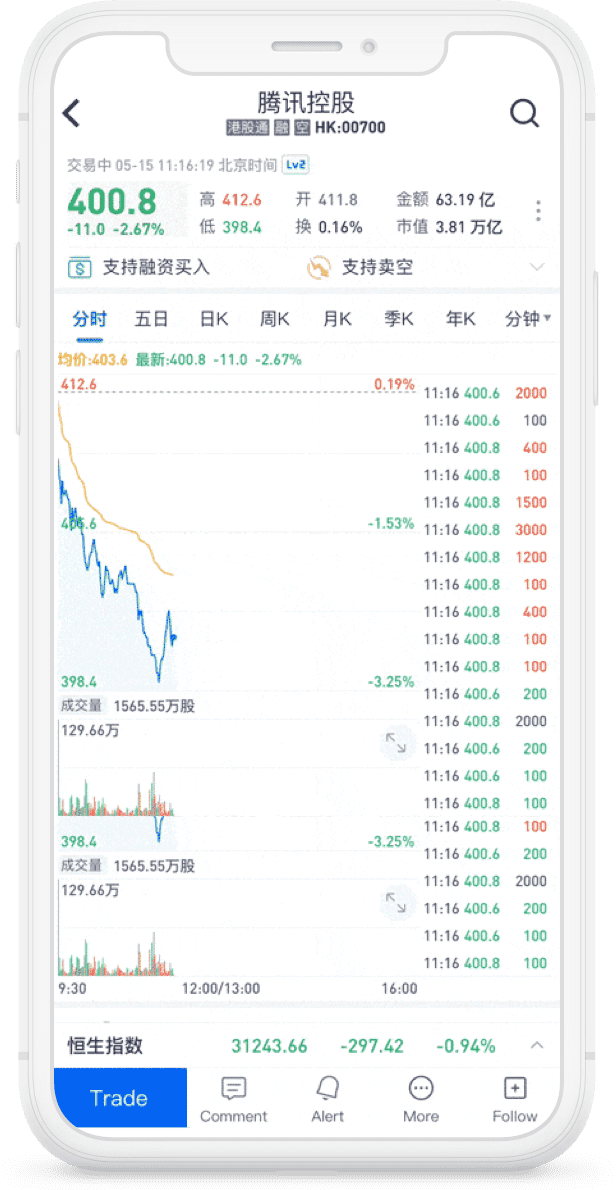 腾讯控股
港股通 融 空 HK:00700
交易中 05-15 11:16:19 北京时间 Lv2
400.8
-11.0 -2.67%
高 412.6 开 411.8 金额 63.19 亿
低 398.4 换 0.16% 市值 3.81 万亿
支持融资买入 支持卖空
分时 五日 日K 周K 月K 季K 年K 分钟
均价:403.6 最新:400.8 -11.0 -2.67%
412.6 0.19%
405.6 -1.53%
398.4 -3.25%
成交量 1565.55万股
129.66万
398.4 -3.25%
成交量 1565.55万股
129.66万
9:30 12:00/13:00 16:00
11:16 400.6 2000
11:16 400.6 100
11:16 400.8 400
11:16 400.8 100
11:16 400.8 1500
11:16 400.8 3000
11:16 400.8 1200
11:16 400.8 100
11:16 400.8 400
11:16 400.8 100
11:16 400.8 100
11:16 400.6 200
11:16 400.8 2000
11:16 400.6 200
11:16 400.6 100
11:16 400.8 100
11:16 400.8 100
11:16 400.6 200
11:16 400.8 2000
11:16 400.6 200
11:16 400.6 100
11:16 400.8 100
恒生指数 31243.66 -297.42 -0.94%
Trade Comment Alert More Follow